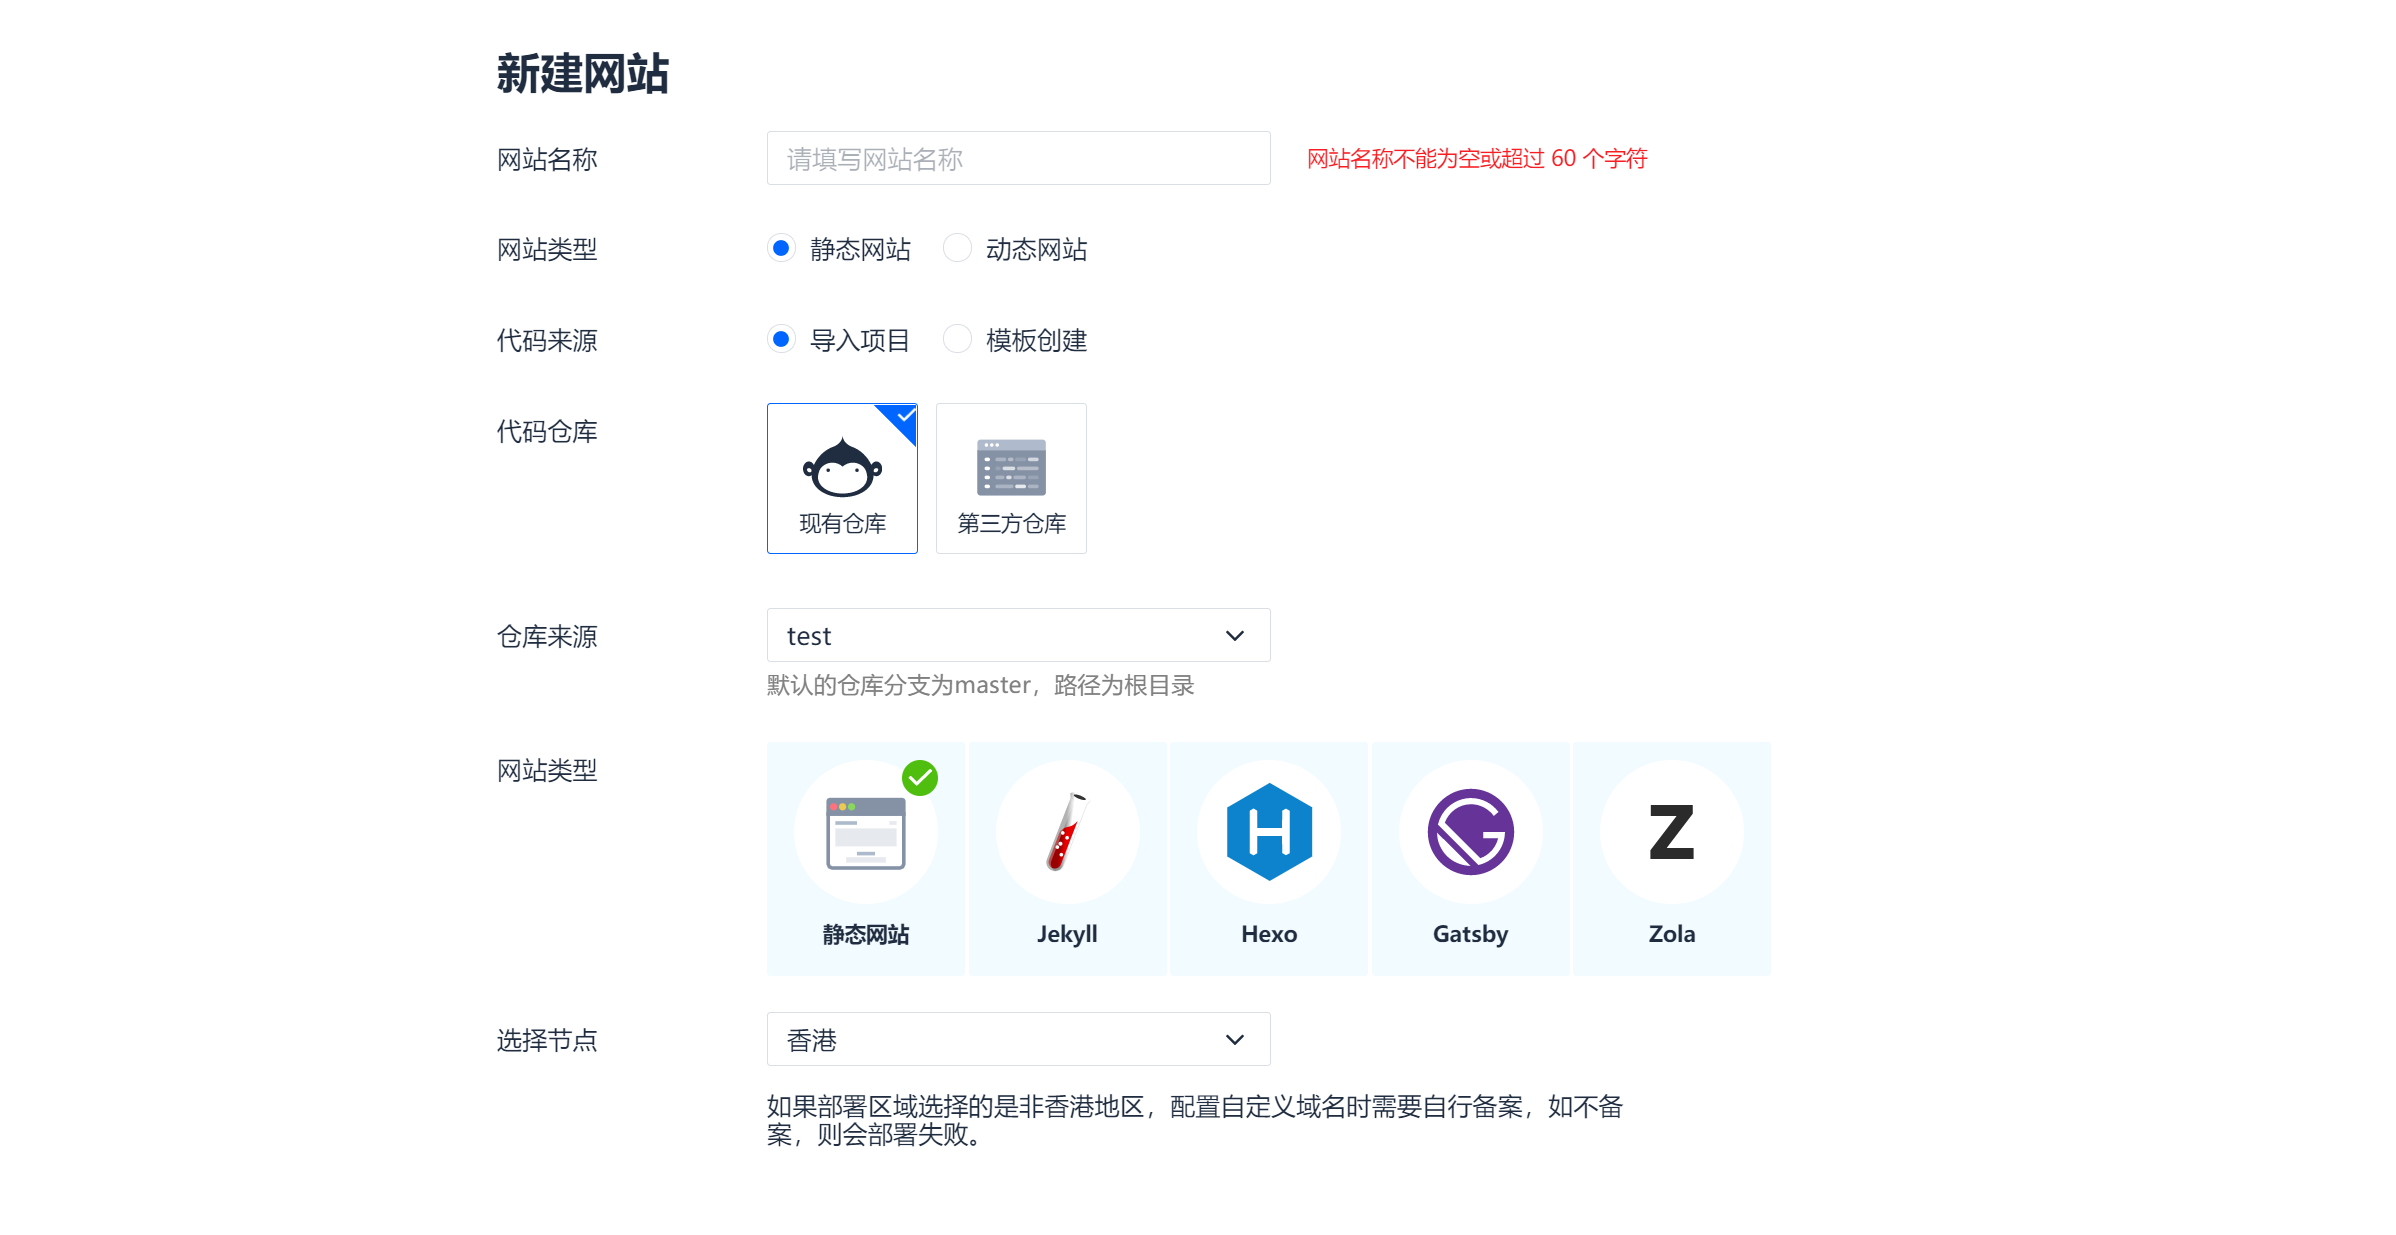 新建网站
网站名称
请填写网站名称
网站名称不能为空或超过 60 个字符
网站类型
静态网站
动态网站
代码来源
导入项目
模板创建
代码仓库
现有仓库
第三方仓库
仓库来源
test
默认的仓库分支为master，路径为根目录
网站类型
静态网站
Jekyll
Hexo
Gatsby
Zola
选择节点
香港
如果部署区域选择的是非香港地区，配置自定义域名时需要自行备案，如不备
案，则会部署失败。